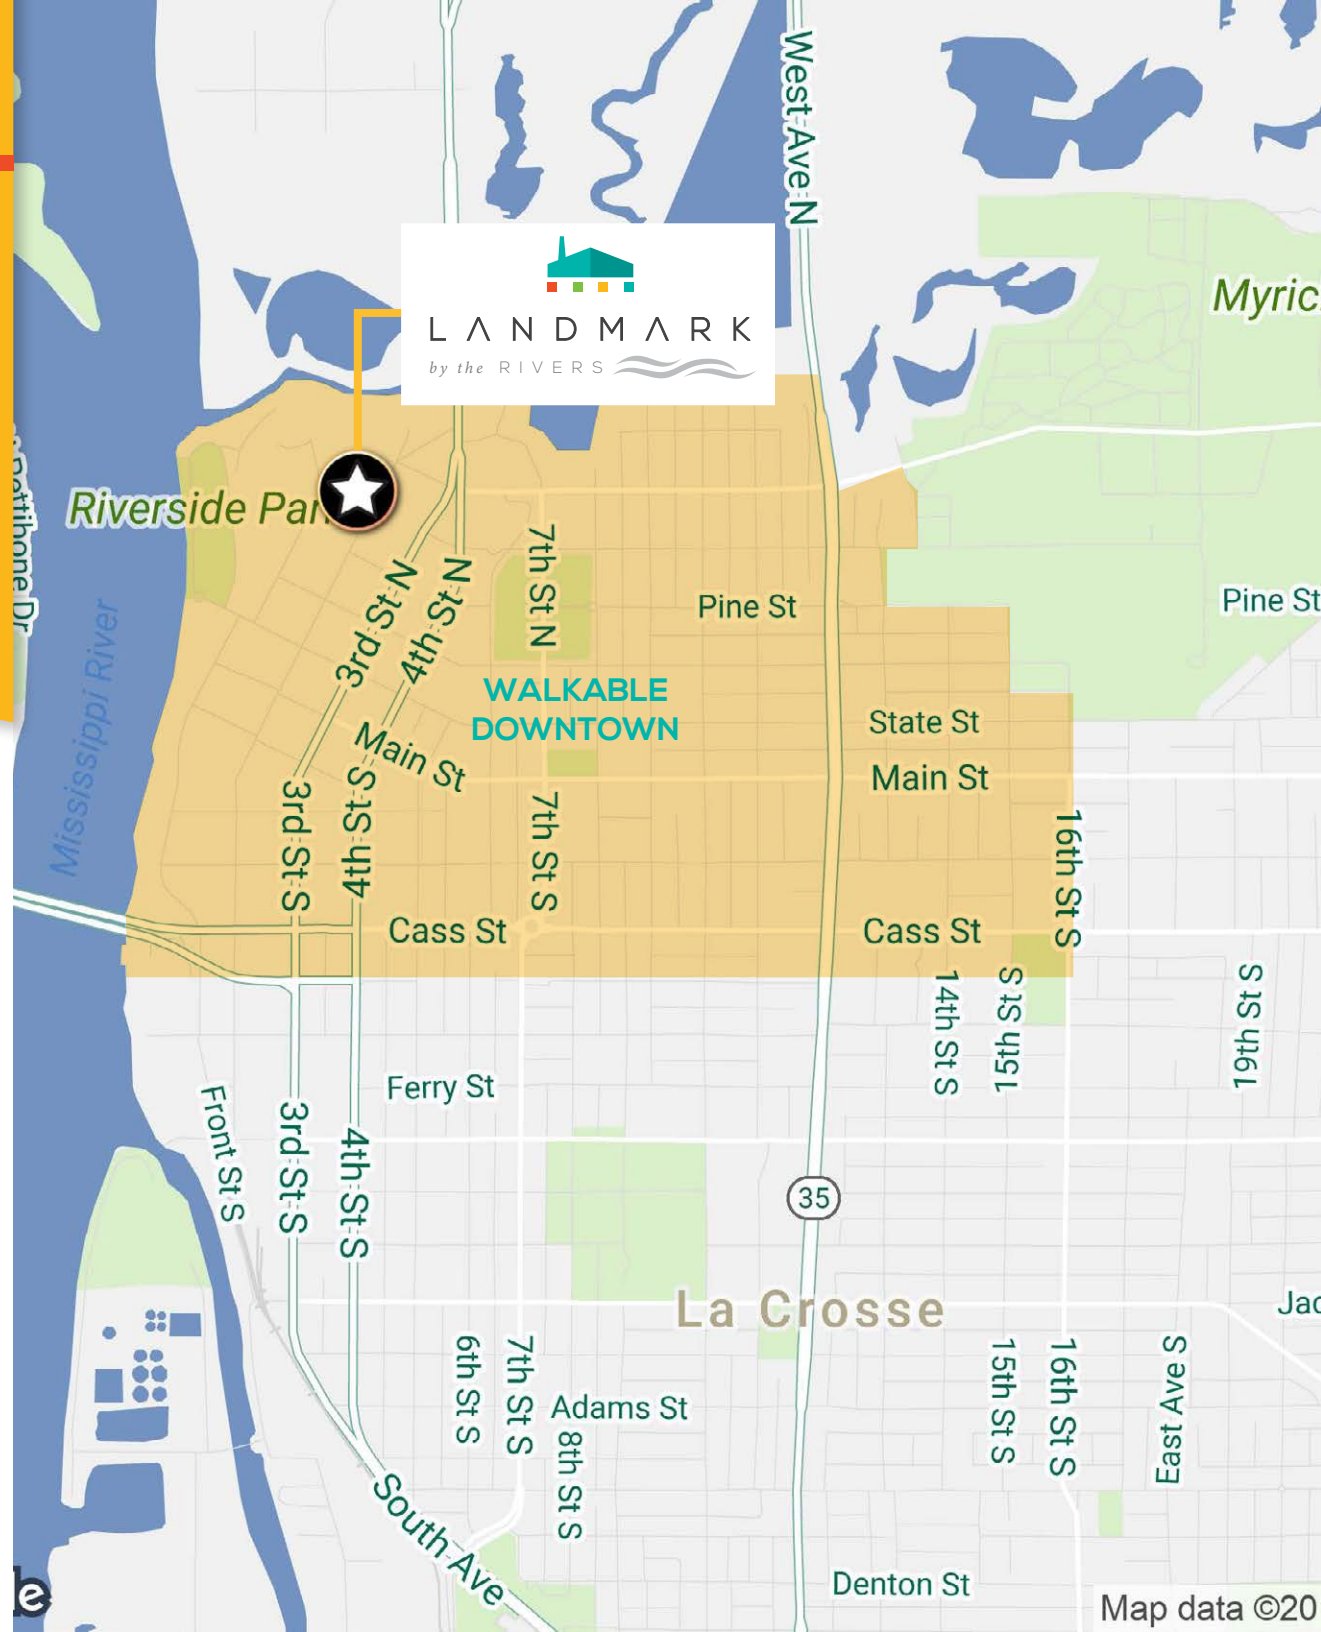 West Ave N
LANDMARK
by the RIVERS
Myric
Riverside Par
Pettibone Dr
7th St N
3rd St N
4th St N
Pine St
Pine St
Mississippi River
WALKABLE
DOWNTOWN
State St
Main St
Main St
3rd St S
4th St S
7th St S
16th St S
Cass St
Cass St
14th St S
15th St S
19th St S
Ferry St
Front St S
3rd St S
4th St S
35
La Crosse
Jac
6th St S
7th St S
Adams St
8th St S
15th St S
16th St S
East Ave S
South Ave
Denton St
le
Map data ©20